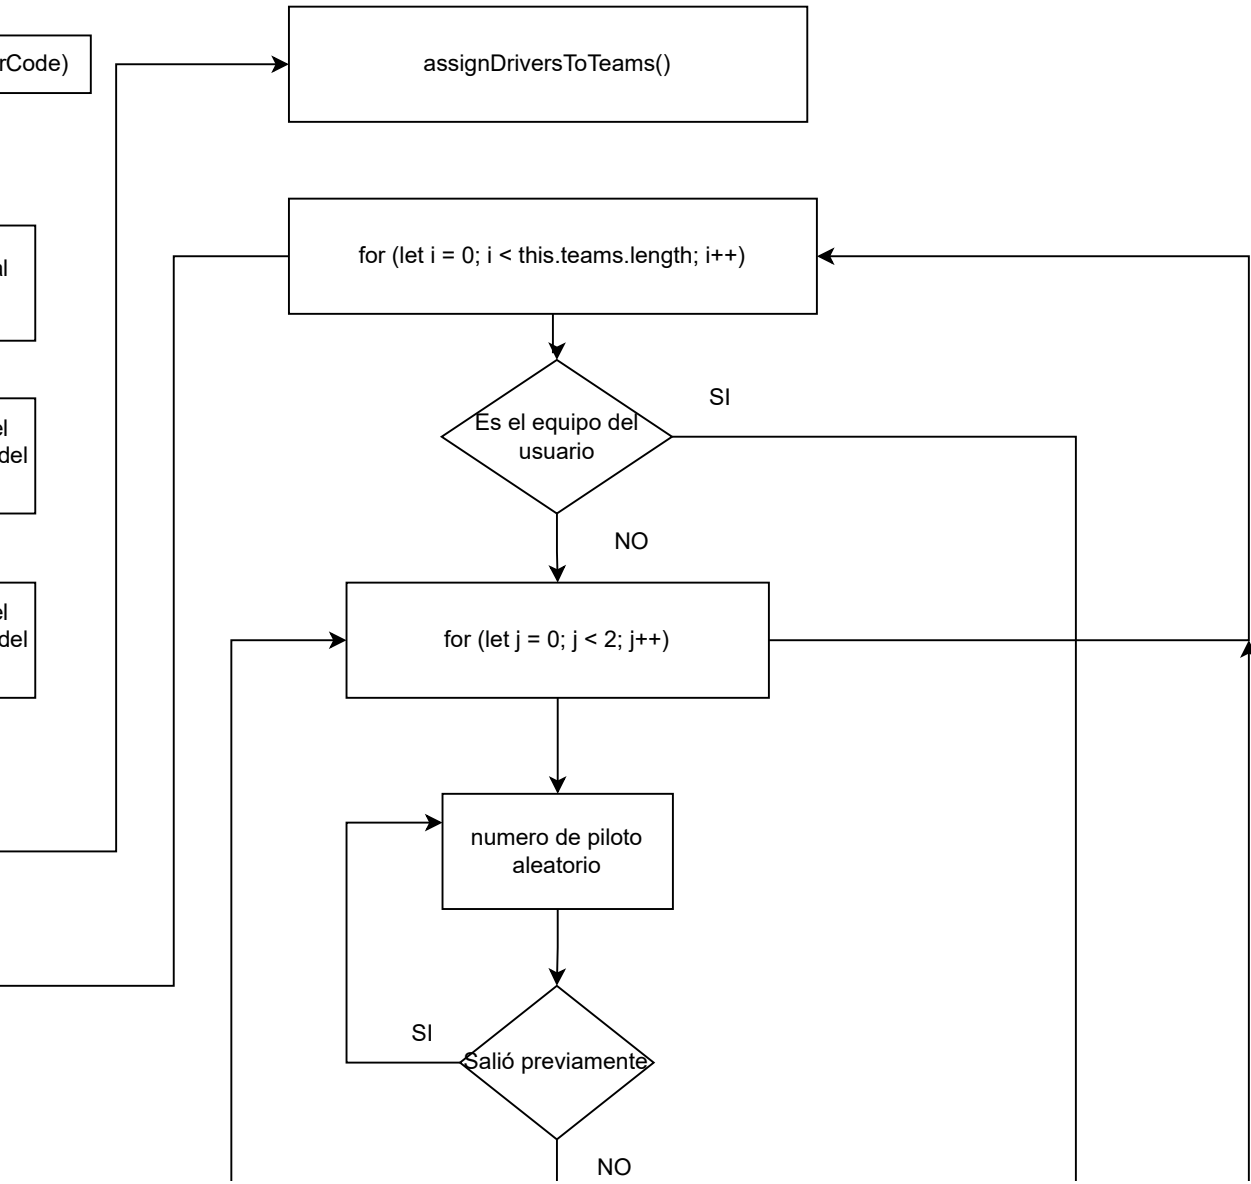 rCode)
assignDriversToTeams()
for (let i = 0; i < this.teams.length; i++)
al
SI
Es el equipo del
usuario
el
del
NO
el
del
for (let j = 0; j < 2; j++)
numero de piloto
aleatorio
SI
Salió previamente
NO